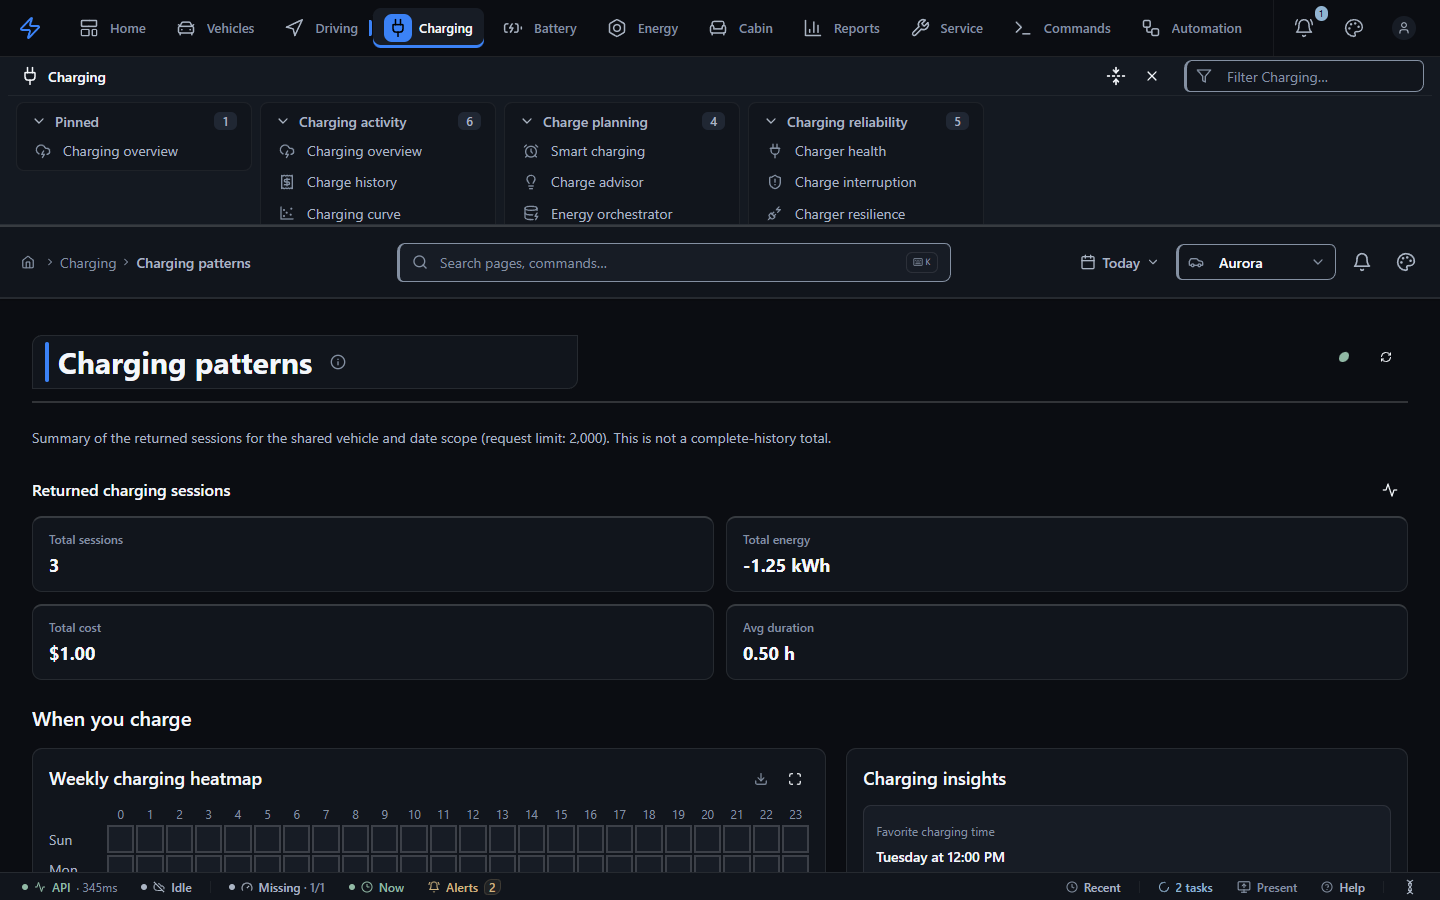 Home Vehicles Driving Charging Battery Energy Cabin Reports Service Commands Automation 1
Charging Filter Charging...
Pinned 1
Charging overview
Charging activity 6
Charging overview
Charge history
Charging curve
Charge planning 4
Smart charging
Charge advisor
Energy orchestrator
Charging reliability 5
Charger health
Charge interruption
Charger resilience
Charging Charging patterns Search pages, commands... K Today Aurora
Charging patterns
Summary of the returned sessions for the shared vehicle and date scope (request limit: 2,000). This is not a complete-history total.
Returned charging sessions
Total sessions
3
Total energy
-1.25 kWh
Total cost
$1.00
Avg duration
0.50 h
When you charge
Weekly charging heatmap
0 1 2 3 4 5 6 7 8 9 10 11 12 13 14 15 16 17 18 19 20 21 22 23
Sun
Mon
Charging insights
Favorite charging time
Tuesday at 12:00 PM
API · 345ms Idle Missing · 1/1 Now Alerts 2 Recent 2 tasks Present Help